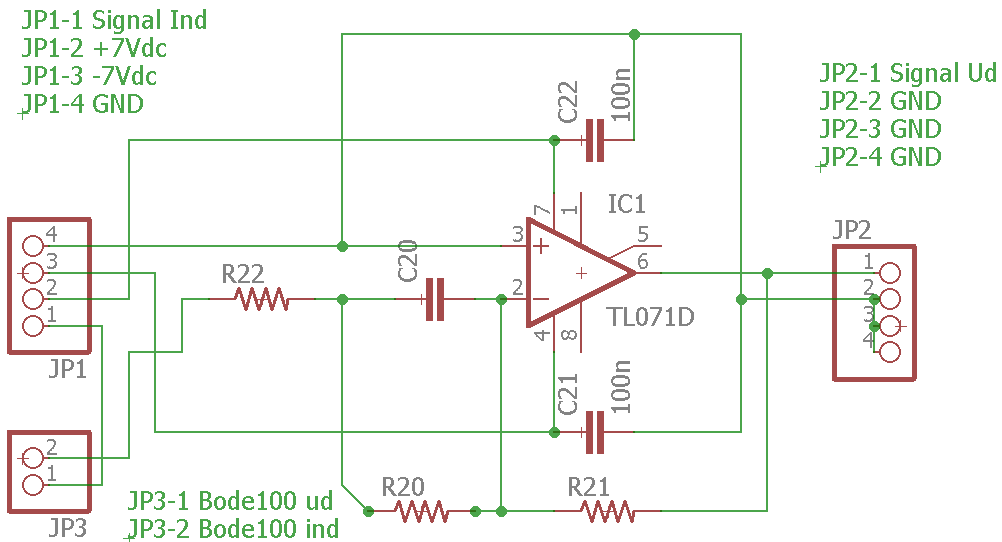 JP1-1 Signal Ind
JP1-2 +7Vdc
JP1-3 -7Vdc
JP1-4 GND
JP2-1 Signal Ud
JP2-2 GND
JP2-3 GND
JP2-4 GND
C22
100n
7
1
IC1
JP2
4
3
2
1
R22
C20
3
2
5
6
1
2
3
4
TL071D
4
8
JP1
C21
100n
2
1
R20
R21
JP3
JP3-1 Bode100 ud
JP3-2 Bode100 ind